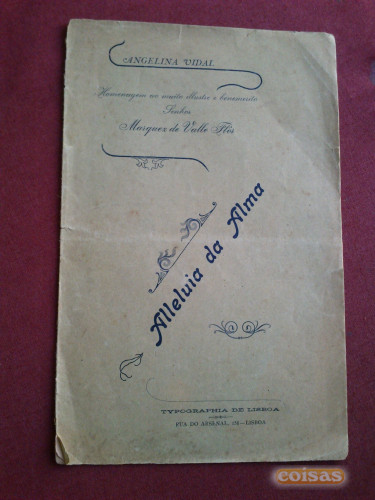 ANGELINA VIDAL
Homenagem ao muito illustre e benemerito
Senhor
Marquez de Valle Flôr
Alleluia da Alma
TYPOGRAPHIA DE LISBOA
RUA DO ARSENAL, —LISBOA
coisas